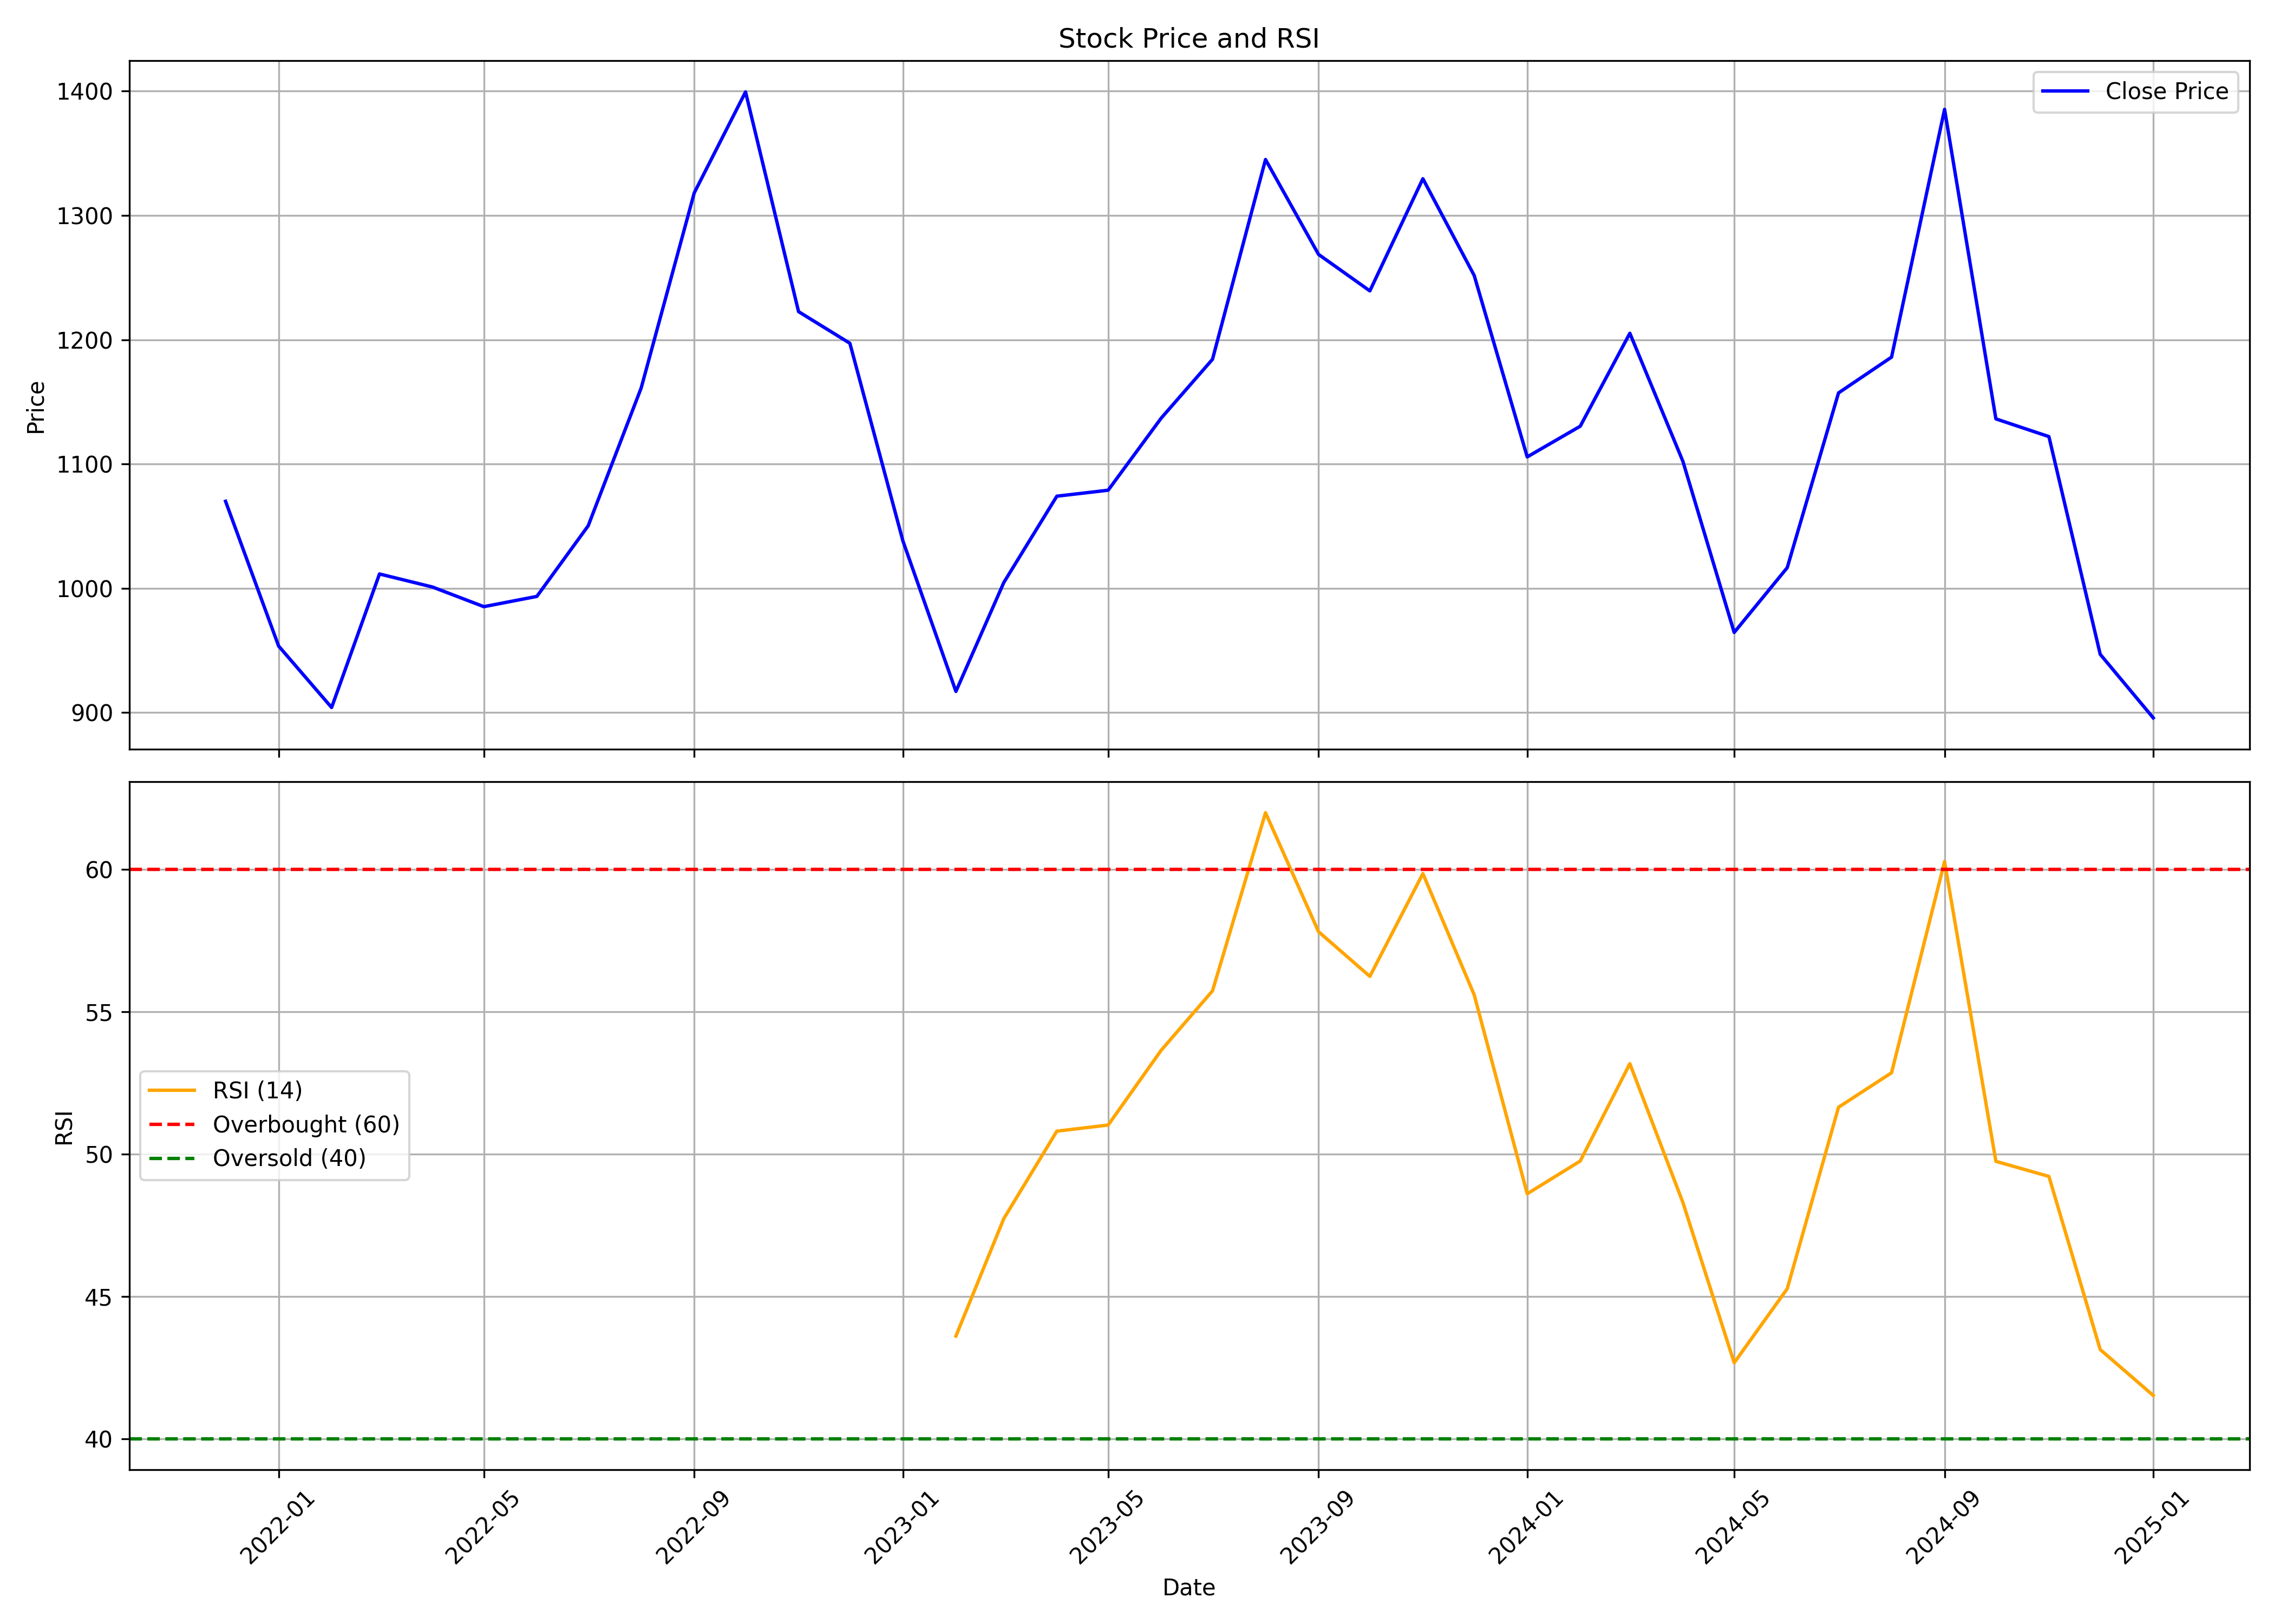 Stock Price and RSI
Close Price
1400
1300
1200
1100
1000
900
Price
60
55
50
45
40
RSI
RSI (14)
Overbought (60)
Oversold (40)
2022-01
2022-05
2022-09
2023-01
2023-05
2023-09
2024-01
2024-05
2024-09
2025-01
Date